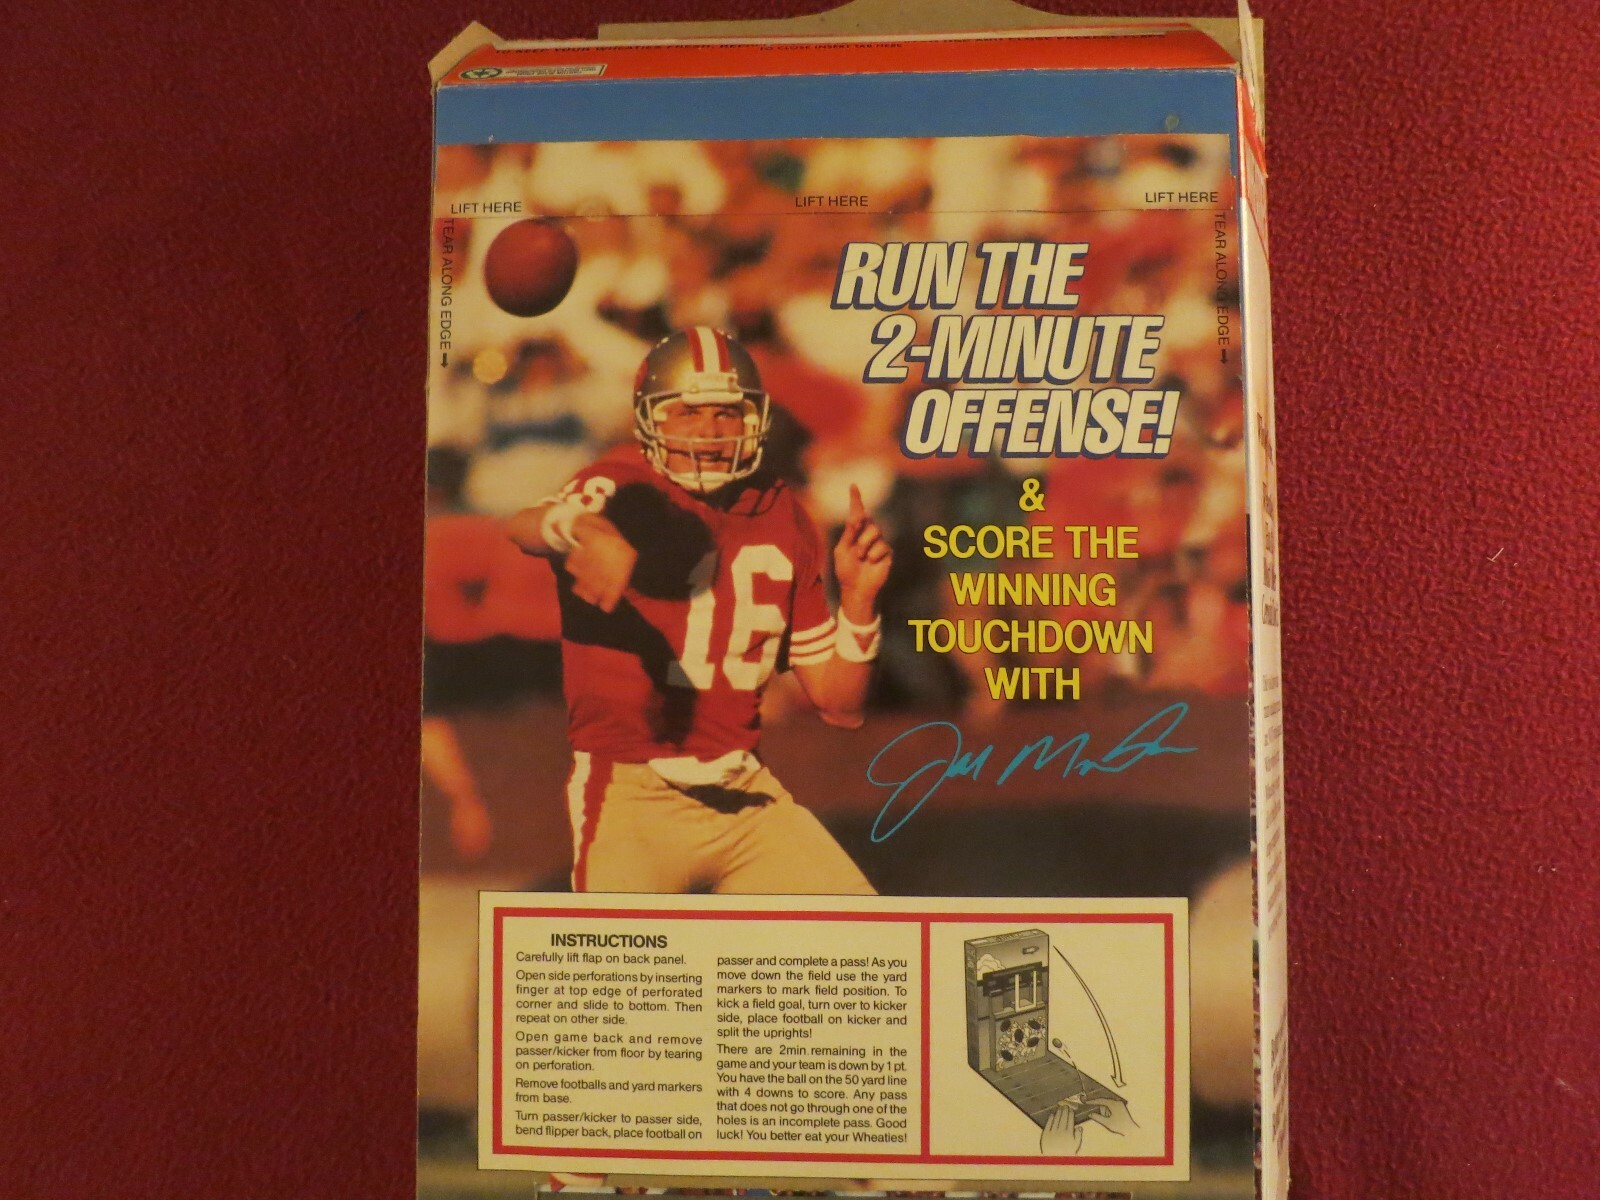 TO CLOSE INSERT TAB HERE
LIFT HERE
LIFT HERE
LIFT HERE
TEAR ALONG EDGE
TEAR ALONG EDGE
RUN THE
2-MINUTE
OFFENSE!
&
SCORE THE
WINNING
TOUCHDOWN
WITH
16
INSTRUCTIONS
Carefully lift flap on back panel.
Open side perforations by inserting
finger at top edge of perforated
corner and slide to bottom. Then
repeat on other side.
Open game back and remove
passer/kicker from floor by tearing
on perforation.
Remove footballs and yard markers
from base.
Turn passer/kicker to passer side,
bend flipper back, place football on
passer and complete a pass! As you
move down the field use the yard
markers to mark field position. To
kick a field goal, turn over to kicker
side, place football on kicker and
split the uprights!
There are 2min. remaining in the
game and your team is down by 1 pt.
You have the ball on the 50 yard line
with 4 downs to score. Any pass
that does not go through one of the
holes is an incomplete pass. Good
luck! You better eat your Wheaties!